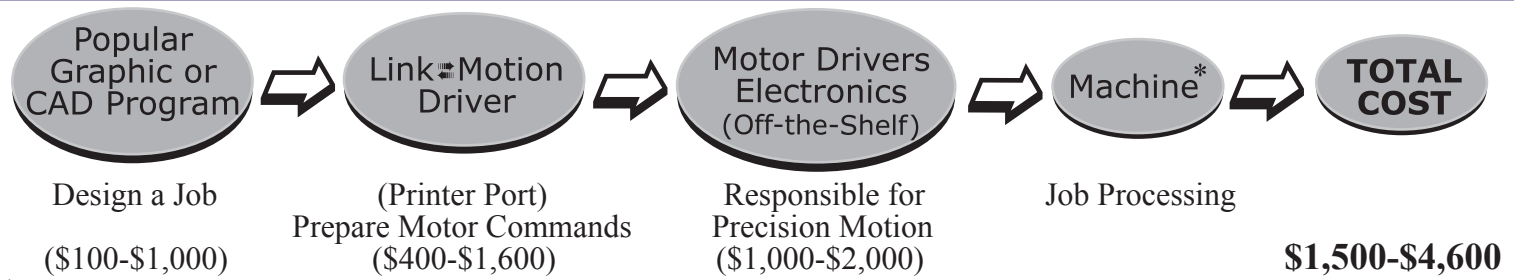 Popular
Graphic or
CAD Program
Link Motion
Driver
Motor Drivers
Electronics
(Off-the-Shelf)
Machine*
TOTAL
COST
Design a Job
($100-$1,000)
(Printer Port)
Prepare Motor Commands
($400-$1,600)
Responsible for
Precision Motion
($1,000-$2,000)
Job Processing
$1,500-$4,600